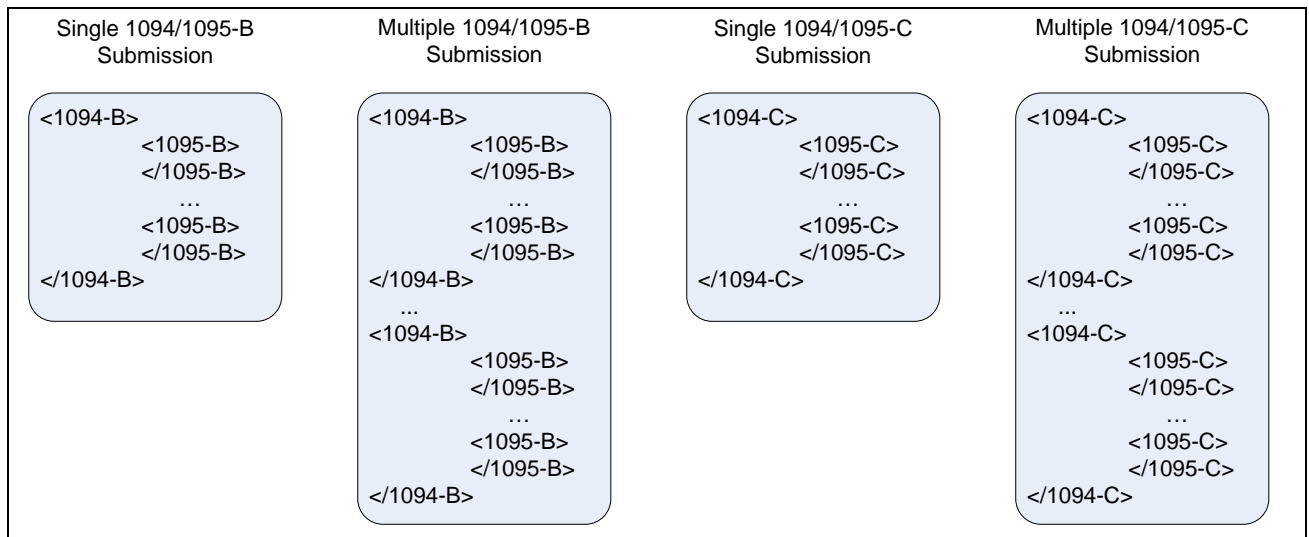 Single 1094/1095-B
Submission
<1094-B>
<1095-B>
</1095-B>
…
<1095-B>
</1095-B>
</1094-B>
Multiple 1094/1095-B
Submission
<1094-B>
<1095-B>
</1095-B>
…
<1095-B>
</1095-B>
</1094-B>
...
<1094-B>
<1095-B>
</1095-B>
…
<1095-B>
</1095-B>
</1094-B>
Single 1094/1095-C
Submission
<1094-C>
<1095-C>
</1095-C>
…
<1095-C>
</1095-C>
</1094-C>
Multiple 1094/1095-C
Submission
<1094-C>
<1095-C>
</1095-C>
…
<1095-C>
</1095-C>
</1094-C>
...
<1094-C>
<1095-C>
</1095-C>
…
<1095-C>
</1095-C>
</1094-C>